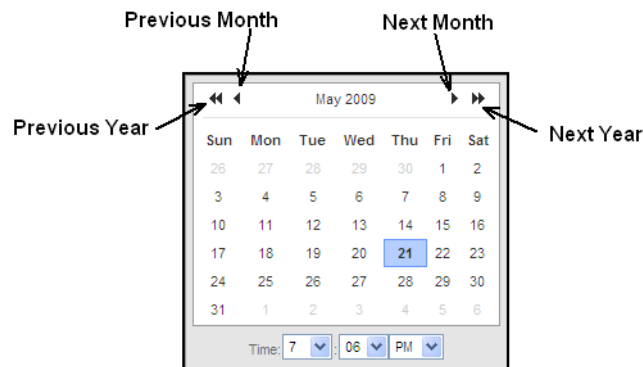 Previous Month
Next Month
May 2009
Previous Year
Next Year
Sun Mon Tue Wed Thu Fri Sat
26 27 28 29 30 1 2
3 4 5 6 7 8 9
10 11 12 13 14 15 16
17 18 19 20 21 22 23
24 25 26 27 28 29 30
31 1 2 3 4 5 6
Time: 7 : 06 PM